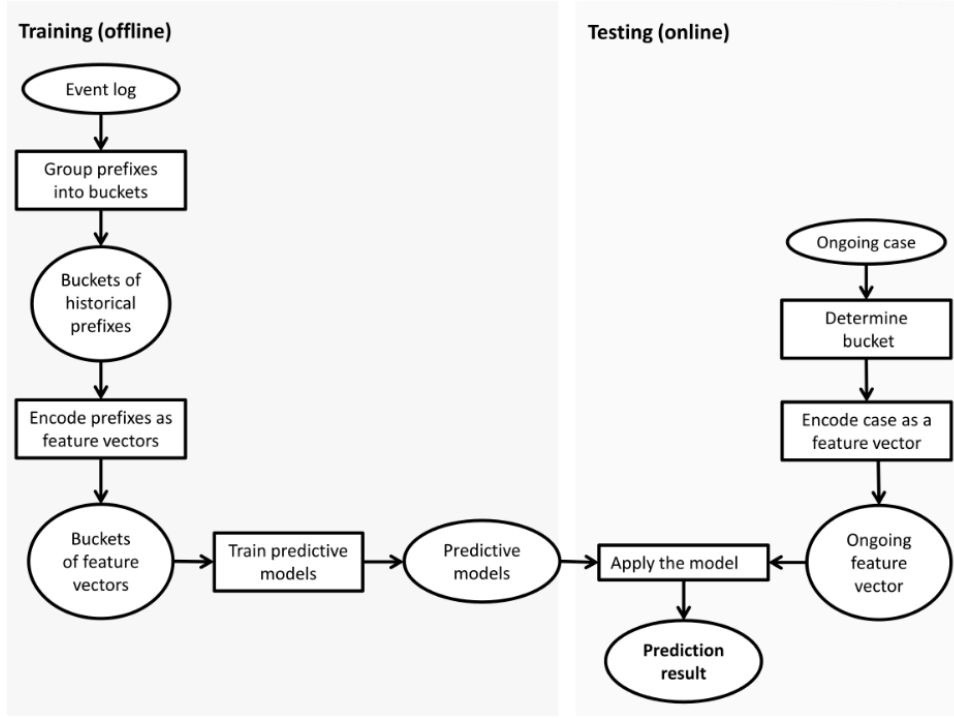 Training (offline)
Event log
Group prefixes
into buckets
Buckets of
historical
prefixes
Encode prefixes as
feature vectors
Buckets
of feature
vectors
Train predictive
models
Predictive
models
Testing (online)
Ongoing case
Determine
bucket
Encode case as a
feature vector
Ongoing
feature
vector
Apply the model
Prediction
result